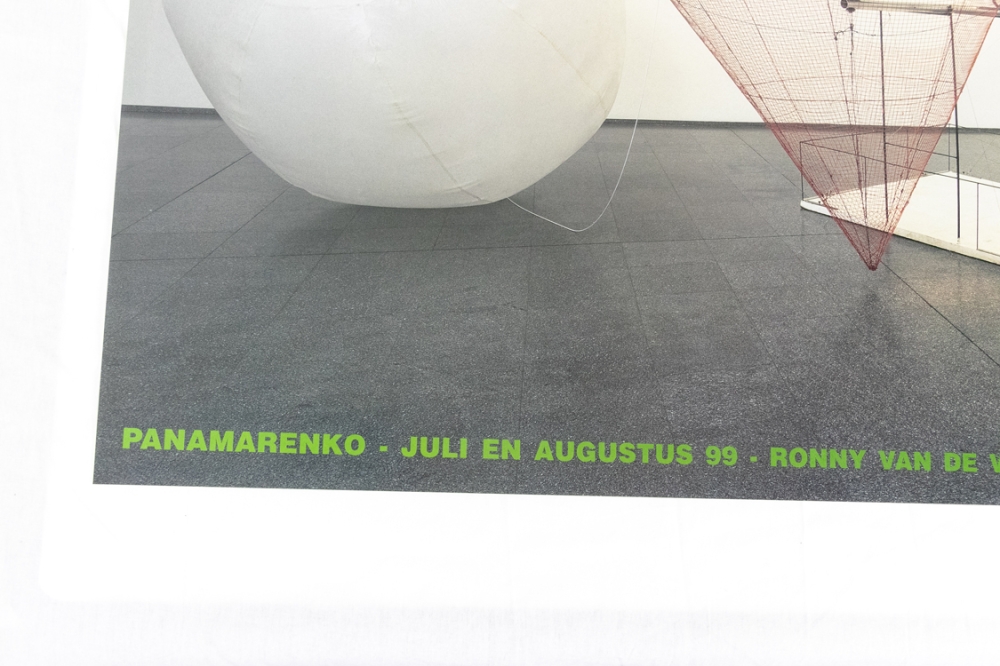 PANAMARENKO - JULI EN AUGUSTUS 99 - RONNY VAN DE